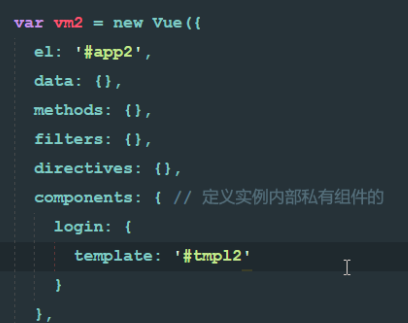 var vm2 = new Vue({
el: '#app2',
data: {},
methods: {},
filters: {},
directives: {},
components: { // 定义实例内部私有组件的
login: {
template: '#tmpl2'
}
},